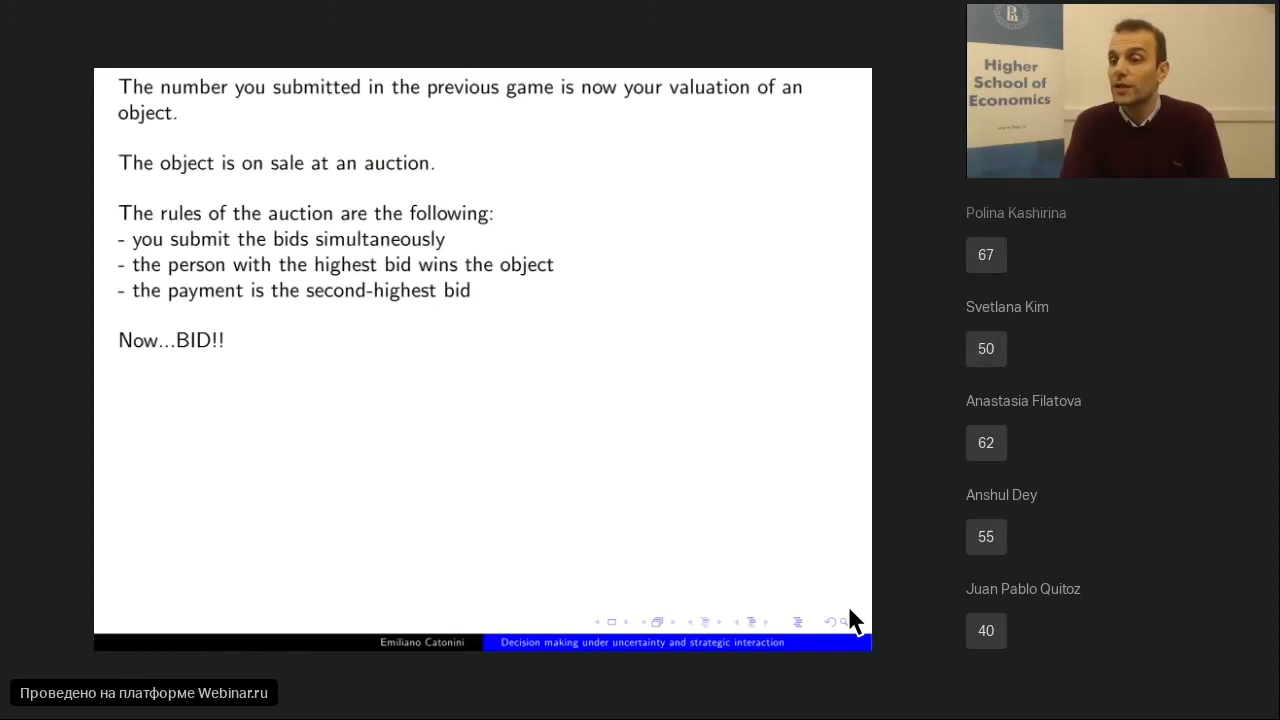 The number you submitted in the previous game is now your valuation of an
object.
The object is on sale at an auction.
The rules of the auction are the following:
- you submit the bids simultaneously
- the person with the highest bid wins the object
- the payment is the second-highest bid
Now...BID!!
Emiliano Catonini
Decision making under uncertainty and strategic interaction
Проведено на платформе Webinar.ru
Higher
School of
Economics
Polina Kashirina
67
Svetlana Kim
50
Anastasia Filatova
62
Anshul Dey
55
Juan Pablo Quitoz
40